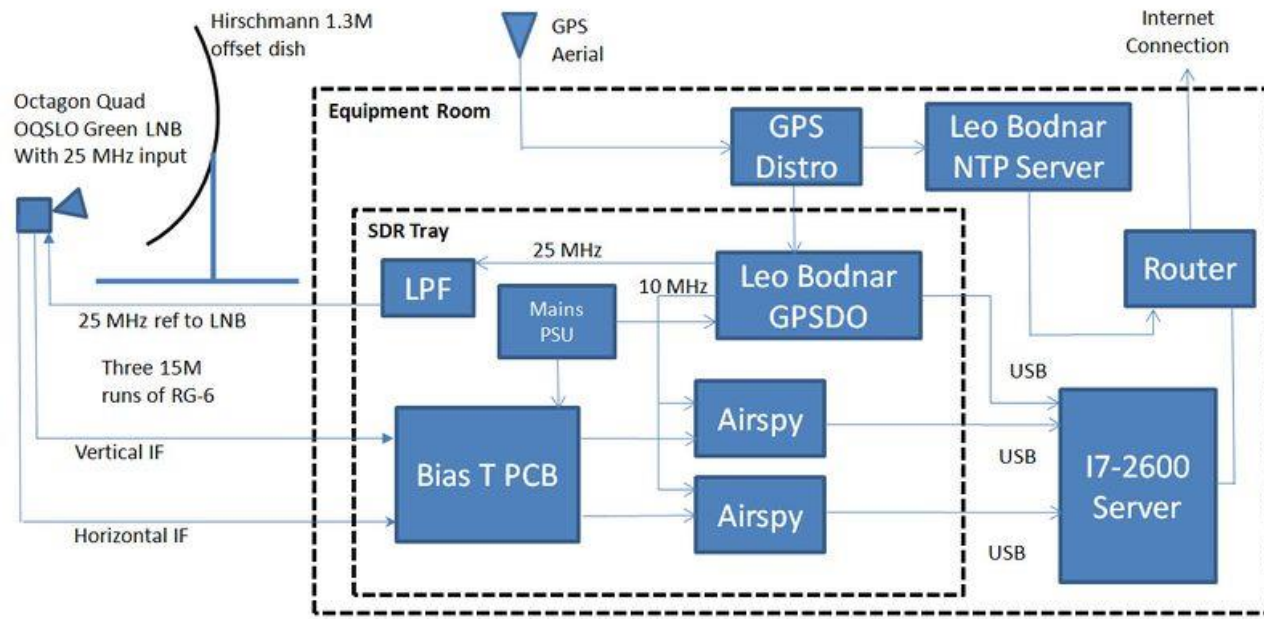 Hirschmann 1.3M
offset dish
GPS
Aerial
Internet
Connection
Octagon Quad
OQSLO Green LNB
With 25 MHz input
Equipment Room
GPS
Distro
Leo Bodnar
NTP Server
SDR Tray
25 MHz
LPF
10 MHz
Leo Bodnar
GPSDO
Router
Mains
PSU
25 MHz ref to LNB
Three 15M
runs of RG-6
USB
Airspy
Vertical IF
Bias T PCB
USB
I7-2600
Server
Airspy
Horizontal IF
USB